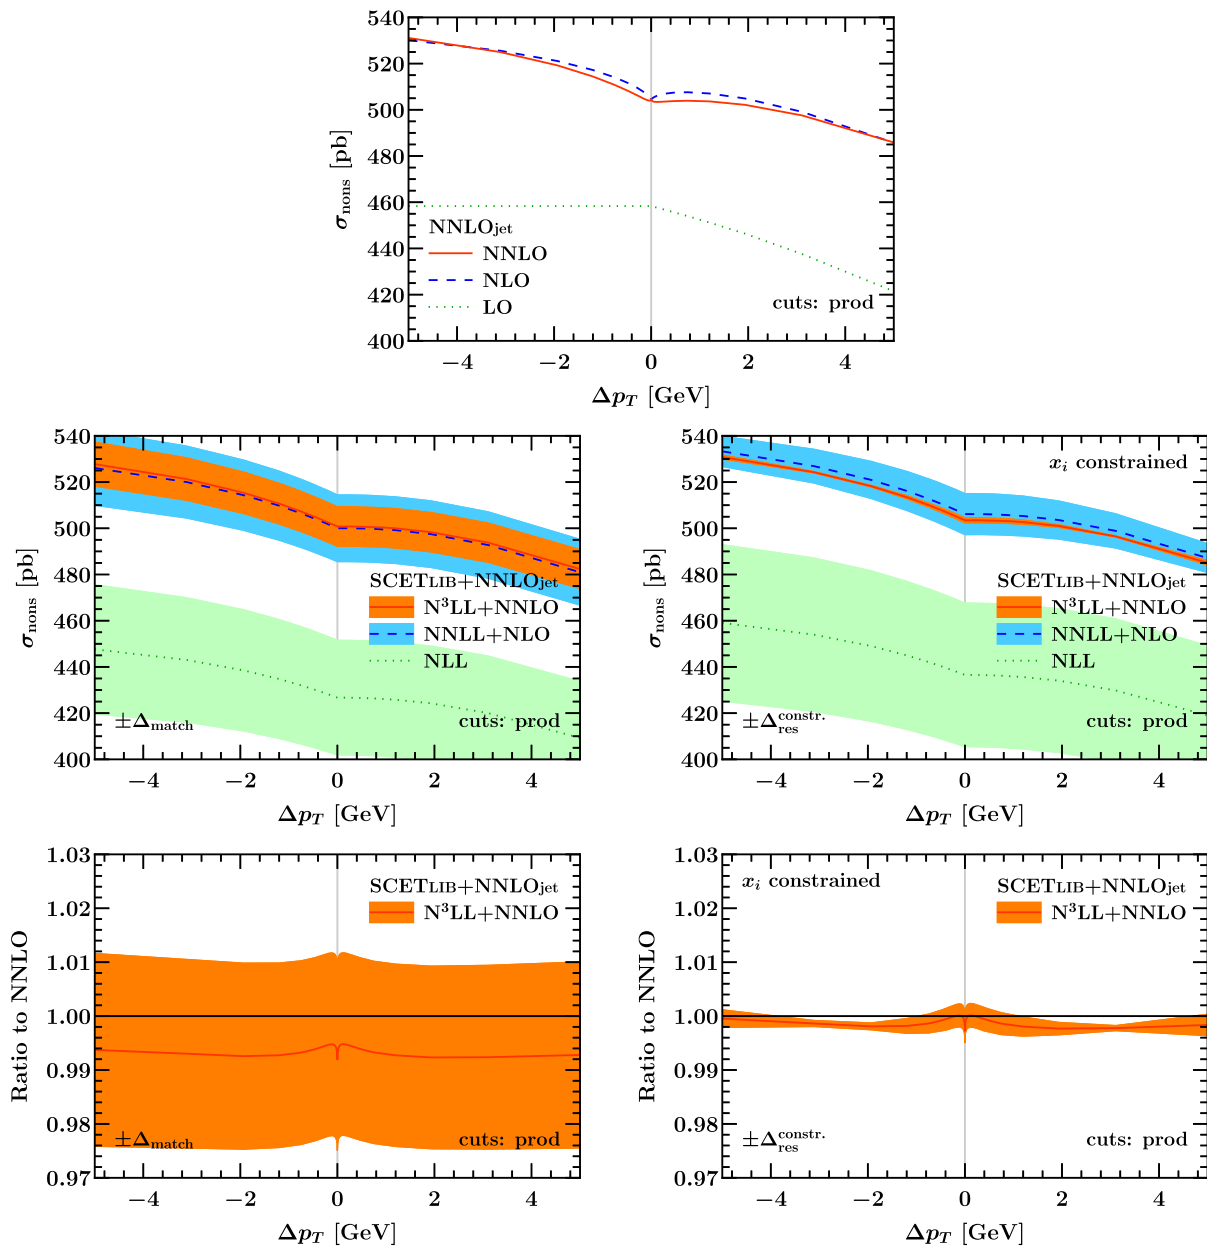 540
520
500
480
460
440
420
400
σnons [pb]
NNLOjet
NNLO
NLO
LO
cuts: prod
−4 −2 0 2 4
ΔpT [GeV]
540
520
500
480
460
440
420
400
σnons [pb]
SCETLIB+NNLOjet
N³LL+NNLO
NNLL+NLO
NLL
±Δmatch
cuts: prod
−4 −2 0 2 4
ΔpT [GeV]
540
520
500
480
460
440
420
400
σnons [pb]
xi constrained
SCETLIB+NNLOjet
N³LL+NNLO
NNLL+NLO
NLL
±Δres^constr.
cuts: prod
−4 −2 0 2 4
ΔpT [GeV]
1.03
1.02
1.01
1.00
0.99
0.98
0.97
Ratio to NNLO
SCETLIB+NNLOjet
N³LL+NNLO
±Δmatch
cuts: prod
−4 −2 0 2 4
ΔpT [GeV]
1.03
1.02
1.01
1.00
0.99
0.98
0.97
Ratio to NNLO
xi constrained
SCETLIB+NNLOjet
N³LL+NNLO
±Δres^constr.
cuts: prod
−4 −2 0 2 4
ΔpT [GeV]